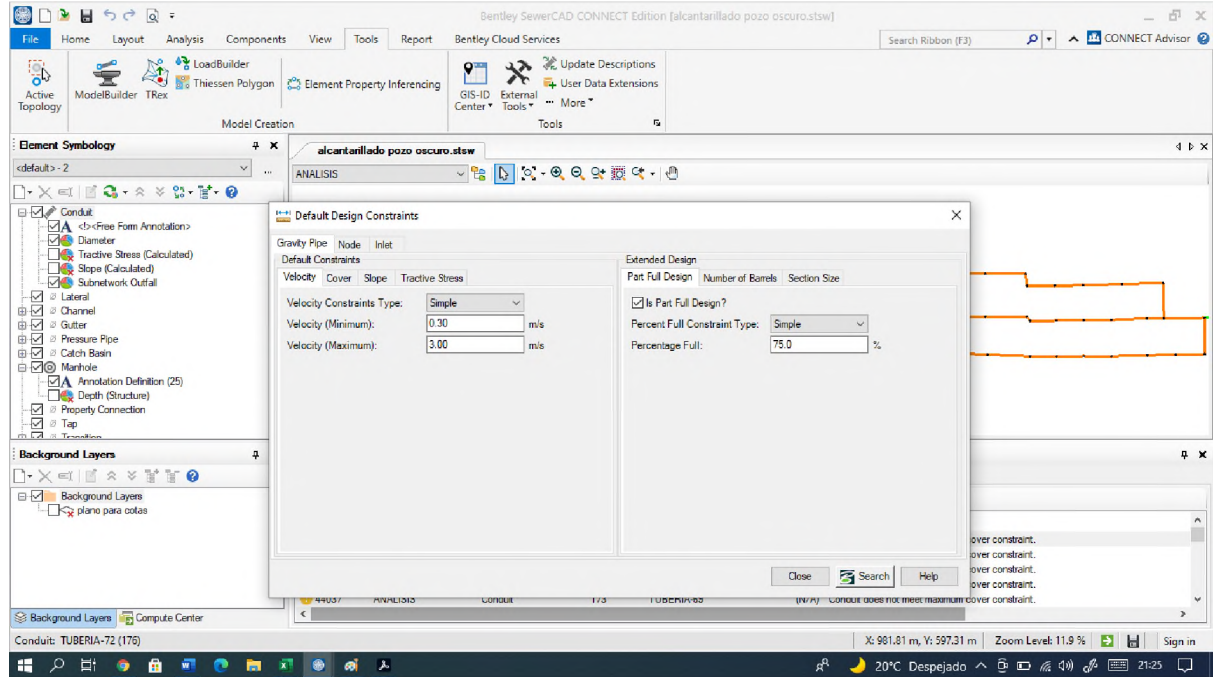 Bentley SewerCAD CONNECT Edition [alcantarillado pozo oscuro.stsw]
File Home Layout Analysis Components View Tools Report Bentley Cloud Services Search Ribbon (F3) CONNECT Advisor
Active Topology
ModelBuilder
TRex
LoadBuilder
Thiessen Polygon
Element Property Inferencing
GIS-ID Center
External Tools
Update Descriptions
User Data Extensions
More
Model Creation
Tools
Element Symbology
<default> - 2
...
alcantarillado pozo oscuro.stsw
ANALISIS
Conduit
<!><Free Form Annotation>
Diameter
Tractive Stress (Calculated)
Slope (Calculated)
Subnetwork Outfall
Lateral
Channel
Gutter
Pressure Pipe
Catch Basin
Manhole
Annotation Definition (25)
Depth (Structure)
Property Connection
Tap
Transition
Default Design Constraints
Gravity Pipe Node Inlet
Default Constraints
Velocity Cover Slope Tractive Stress
Velocity Constraints Type: Simple
Velocity (Minimum): 0.30 m/s
Velocity (Maximum): 3.00 m/s
Extended Design
Part Full Design Number of Barrels Section Size
Is Part Full Design?
Percent Full Constraint Type: Simple
Percentage Full: 75.0 %
Close Search Help
Background Layers
Background Layers
plano para cotas
over constraint.
over constraint.
over constraint.
over constraint.
44037 ANALISIS Conduit 173 TUBERIA-69 (N/A) Conduit does not meet maximum cover constraint.
Background Layers Compute Center
Conduit: TUBERIA-72 (176)
X: 981.81 m, Y: 597.31 m Zoom Level: 11.9 % Sign in
20°C Despejado 21:25